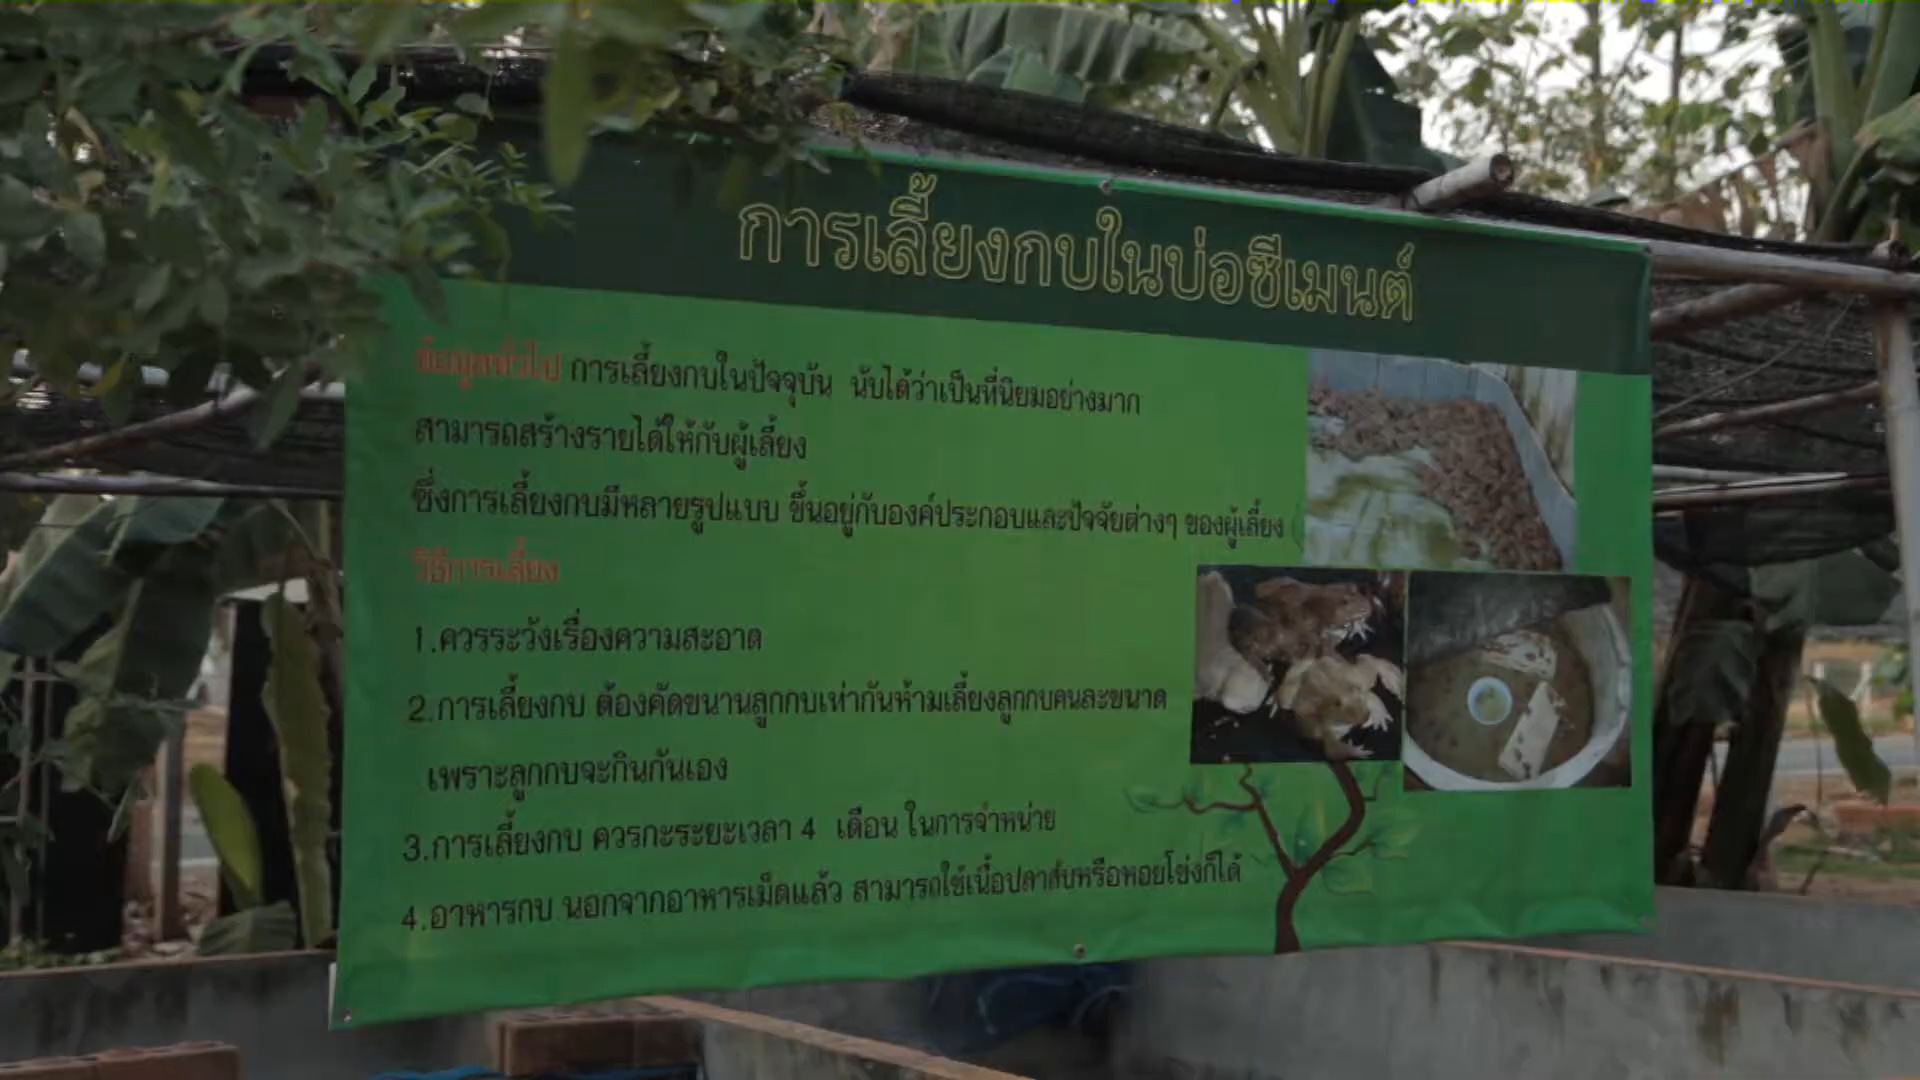 การเลี้ยงกบในบ่อซีเมนต์
ข้อมูลทั่วไป การเลี้ยงกบในปัจจุบัน นับได้ว่าเป็นที่นิยมอย่างมาก
สามารถสร้างรายได้ให้กับผู้เลี้ยง
ซึ่งการเลี้ยงกบมีหลายรูปแบบ ขึ้นอยู่กับองค์ประกอบและปัจจัยต่างๆ ของผู้เลี้ยง
วิธีการเลี้ยง
1.ควรระวังเรื่องความสะอาด
2.การเลี้ยงกบ ต้องคัดขนานลูกกบเห่ากันห้ามเลี้ยงลูกกบคนละขนาด
เพราะลูกกบจะกินกันเอง
3.การเลี้ยงกบ ควรกะระยะเวลา 4 เดือน ในการจำหน่าย
4.อาหารกบ นอกจากอาหารเม็ดแล้ว สามารถใช้เนื้อปลาสับหรือหอยโข่งก็ได้